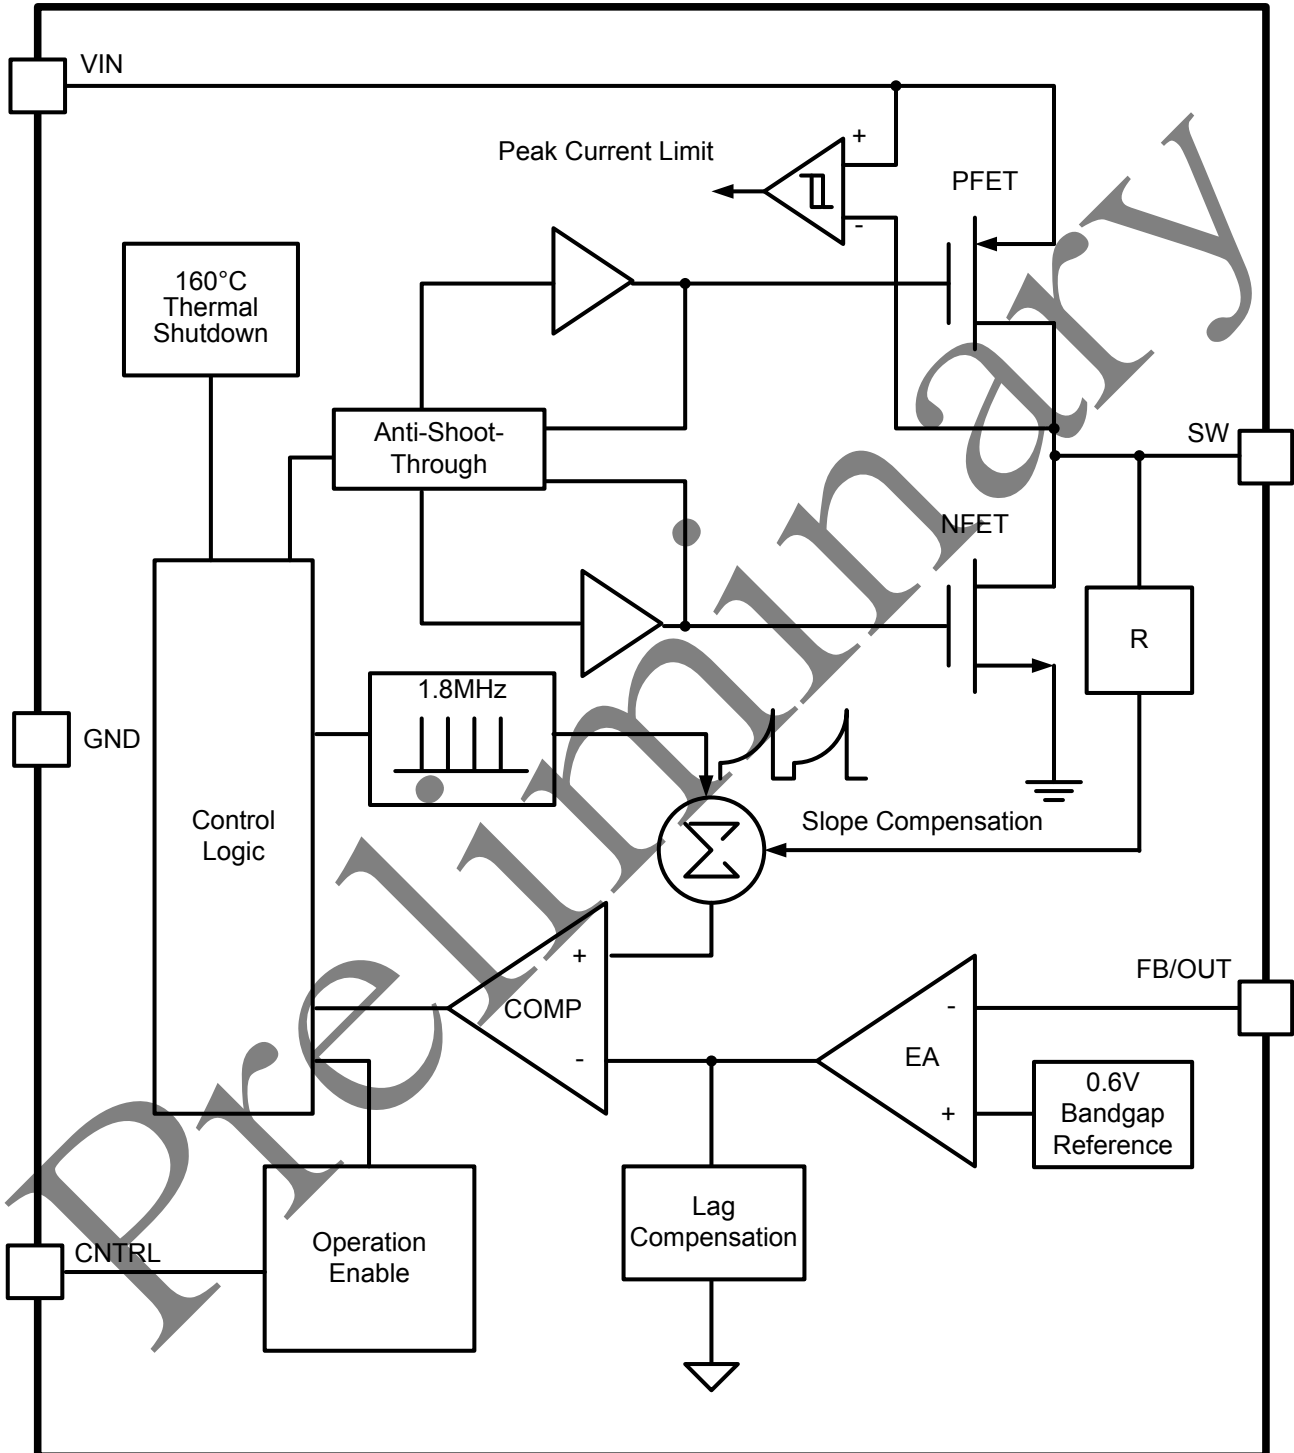 VIN
+
Peak Current Limit
PFET
-
160°C
Thermal
Shutdown
Anti-Shoot-
Through
SW
NFET
R
1.8MHz
GND
Control
Logic
Slope Compensation
Σ
+
COMP
-
FB/OUT
-
EA
+
0.6V
Bandgap
Reference
Lag
Compensation
CNTRL
Operation
Enable
Preliminary